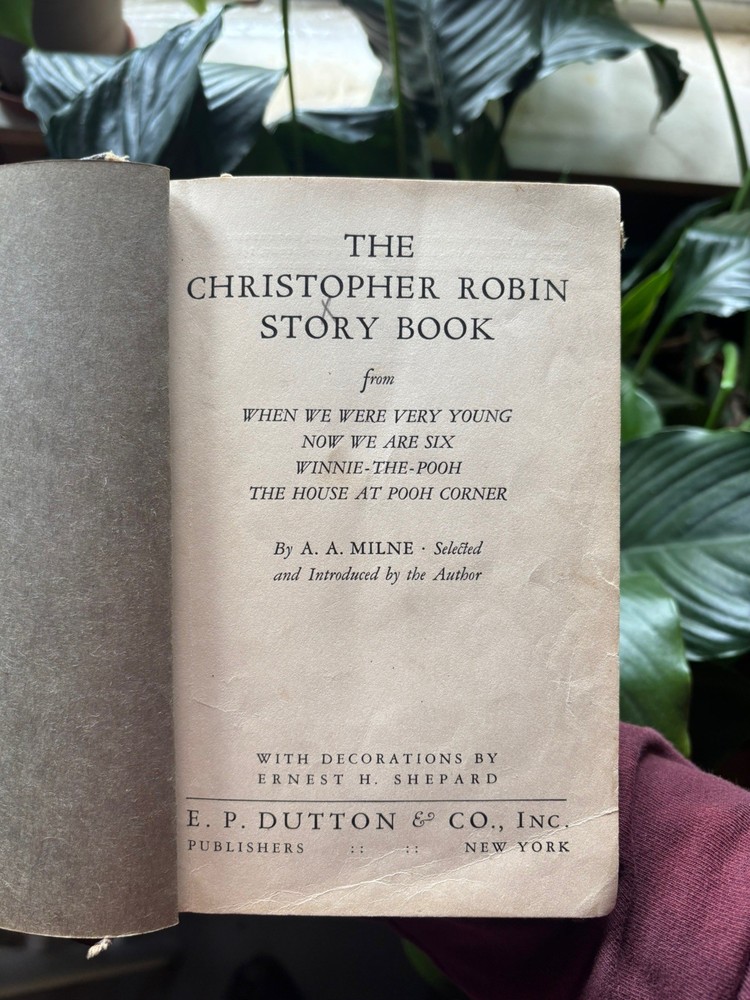 THE
CHRISTOPHER ROBIN
STORY BOOK
from
WHEN WE WERE VERY YOUNG
NOW WE ARE SIX
WINNIE-THE-POOH
THE HOUSE AT POOH CORNER
By A. A. MILNE · Selected
and Introduced by the Author
WITH DECORATIONS BY
ERNEST H. SHEPARD
E. P. DUTTON & CO., INC.
PUBLISHERS :: :: NEW YORK